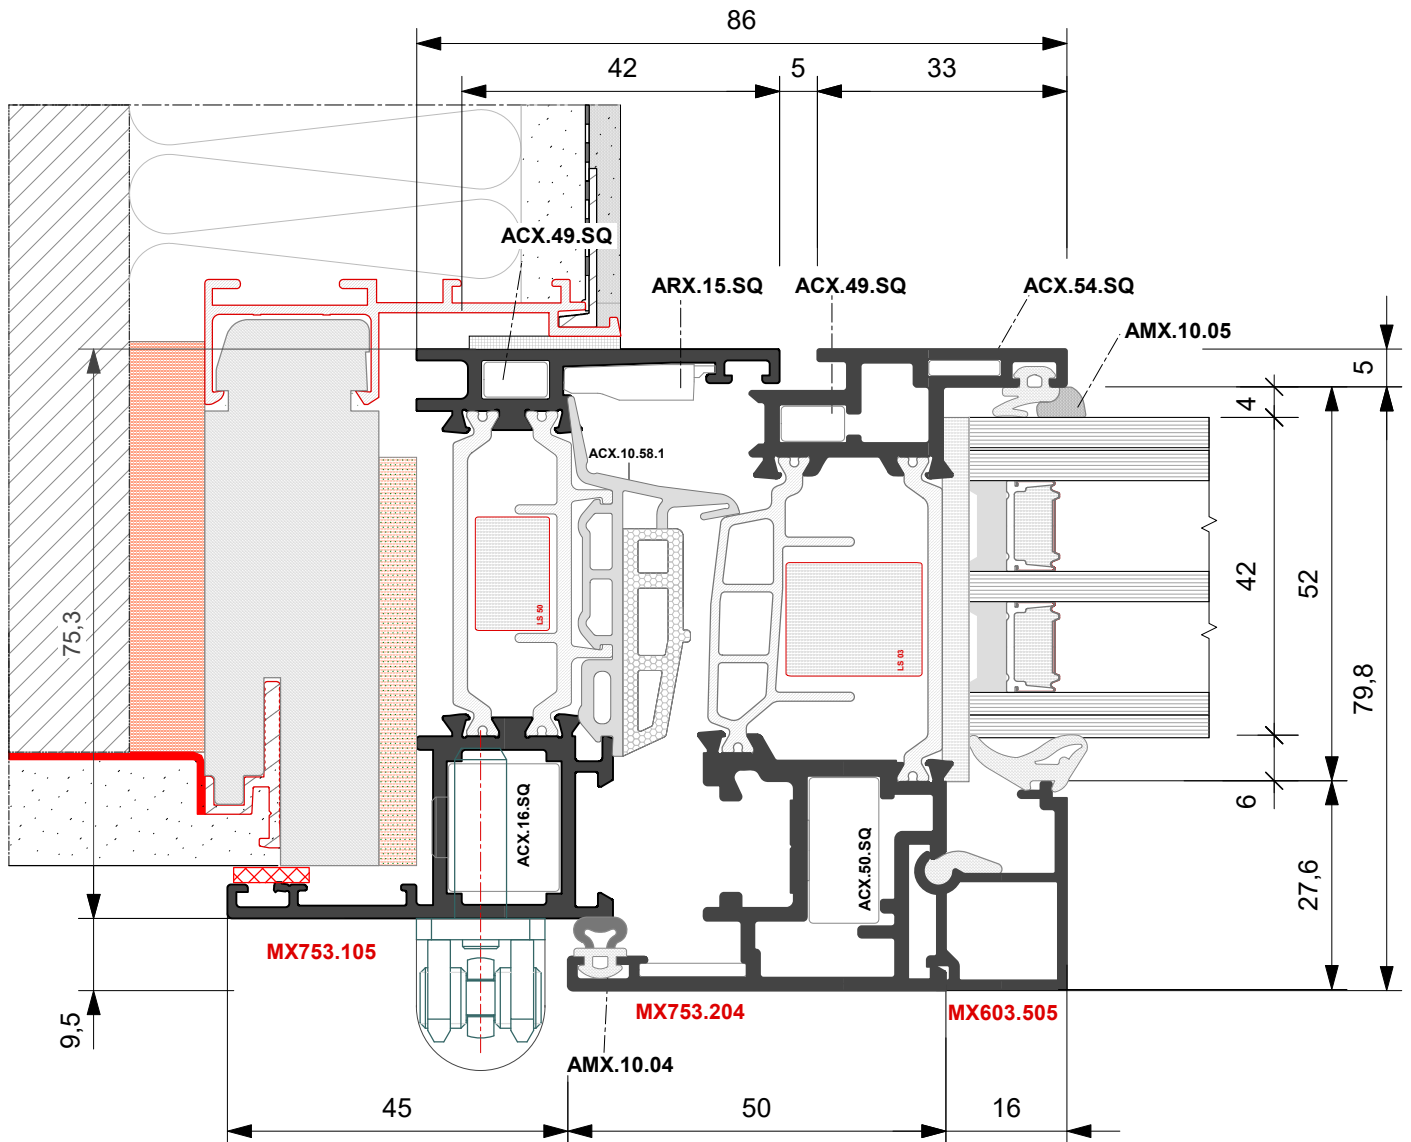 86
42
5
33
ACX.49.SQ
ARX.15.SQ
ACX.49.SQ
ACX.54.SQ
AMX.10.05
5
4
ACX.10.58.1
LS 50
LS 03
42
52
75,3
79,8
6
ACX.16.SQ
ACX.50.SQ
27,6
MX753.105
MX753.204
MX603.505
9,5
AMX.10.04
45
50
16